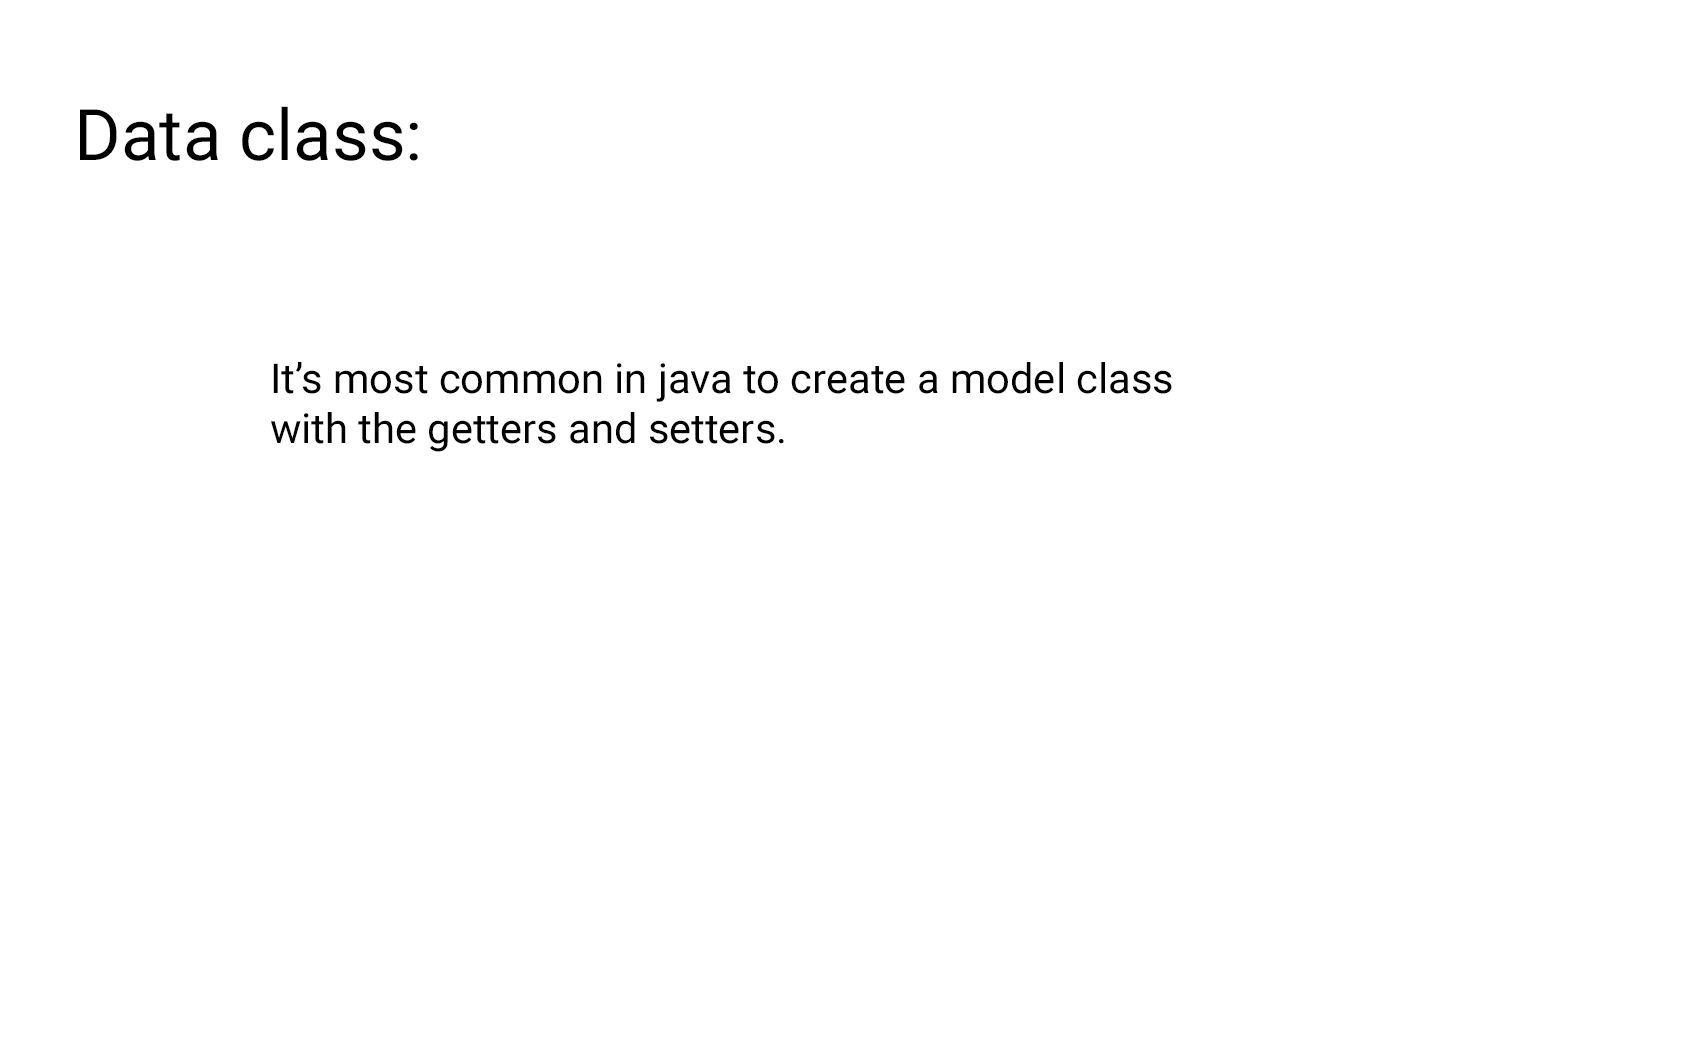 Data class:
It’s most common in java to create a model class
with the getters and setters.